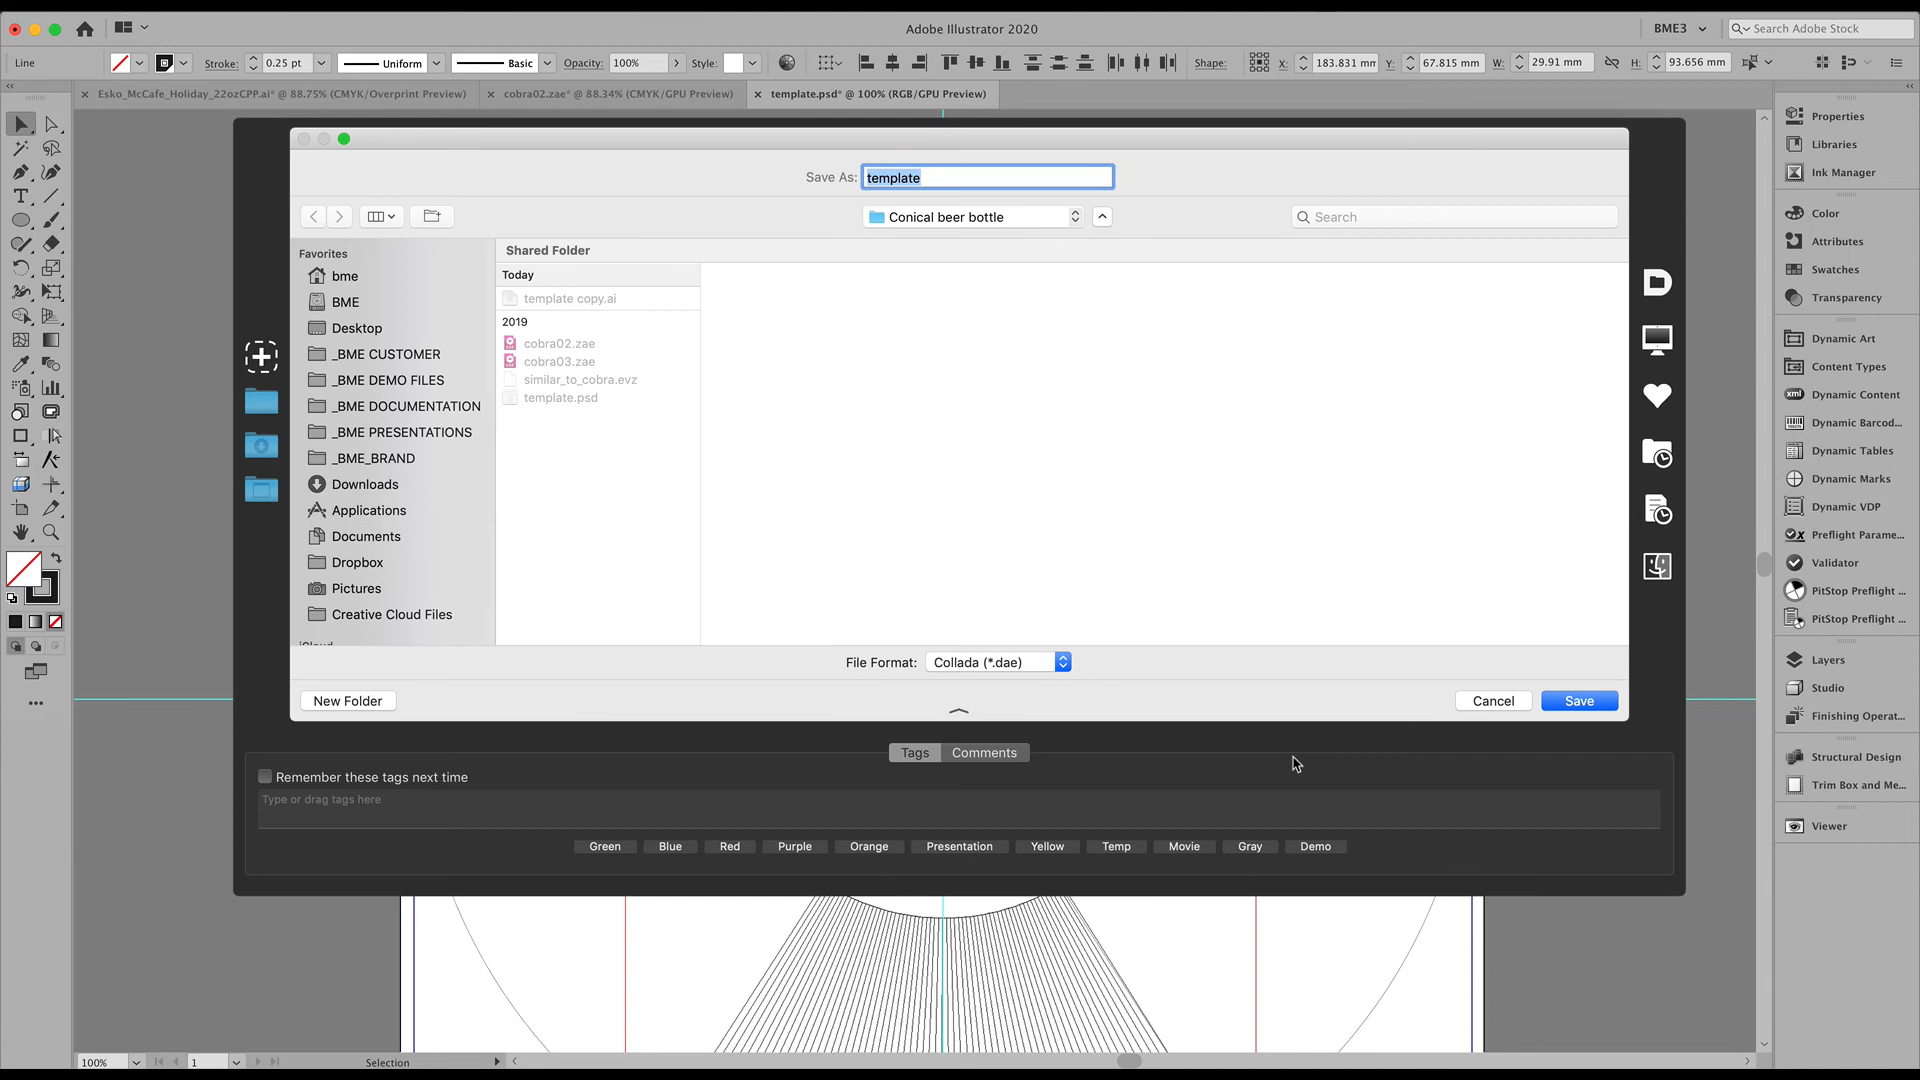 Adobe Illustrator 2020
BME3
Search Adobe Stock
Line
Stroke:
0.25 pt
Uniform
Basic
Opacity:
100%
Style:
Shape:
X:
183.831 mm
Y:
67.815 mm
W:
29.91 mm
H:
93.656 mm
Esko_McCafe_Holiday_22ozCPP.ai* @ 88.75% (CMYK/Overprint Preview)
cobra02.zae* @ 88.34% (CMYK/GPU Preview)
template.psd* @ 100% (RGB/GPU Preview)
Save As:
template
Conical beer bottle
Search
Favorites
bme
BME
Desktop
_BME CUSTOMER
_BME DEMO FILES
_BME DOCUMENTATION
_BME PRESENTATIONS
_BME_BRAND
Downloads
Applications
Documents
Dropbox
Pictures
Creative Cloud Files
Shared Folder
Today
template copy.ai
2019
cobra02.zae
cobra03.zae
similar_to_cobra.evz
template.psd
File Format:
Collada (*.dae)
New Folder
Cancel
Save
Tags
Comments
Remember these tags next time
Type or drag tags here
Green
Blue
Red
Purple
Orange
Presentation
Yellow
Temp
Movie
Gray
Demo
Properties
Libraries
Ink Manager
Color
Attributes
Swatches
Transparency
Dynamic Art
Content Types
xml
Dynamic Content
Dynamic Barcod...
Dynamic Tables
Dynamic Marks
Dynamic VDP
Preflight Parame...
Validator
PitStop Preflight ...
PitStop Preflight ...
Layers
Studio
Finishing Operat...
Structural Design
Trim Box and Me...
Viewer
100%
1
Selection